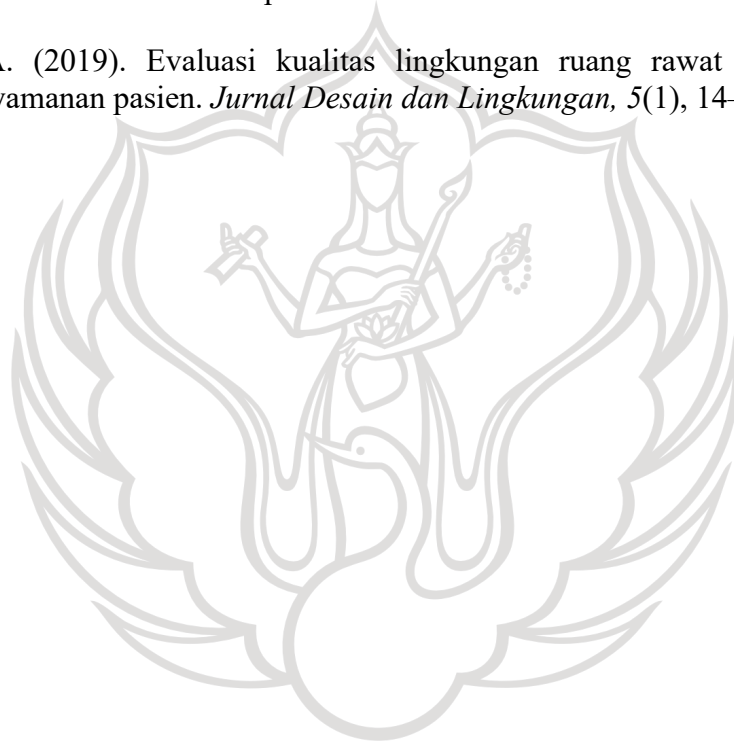 A. (2019). Evaluasi kualitas lingkungan ruang rawat
yamanan pasien. Jurnal Desain dan Lingkungan, 5(1), 14–